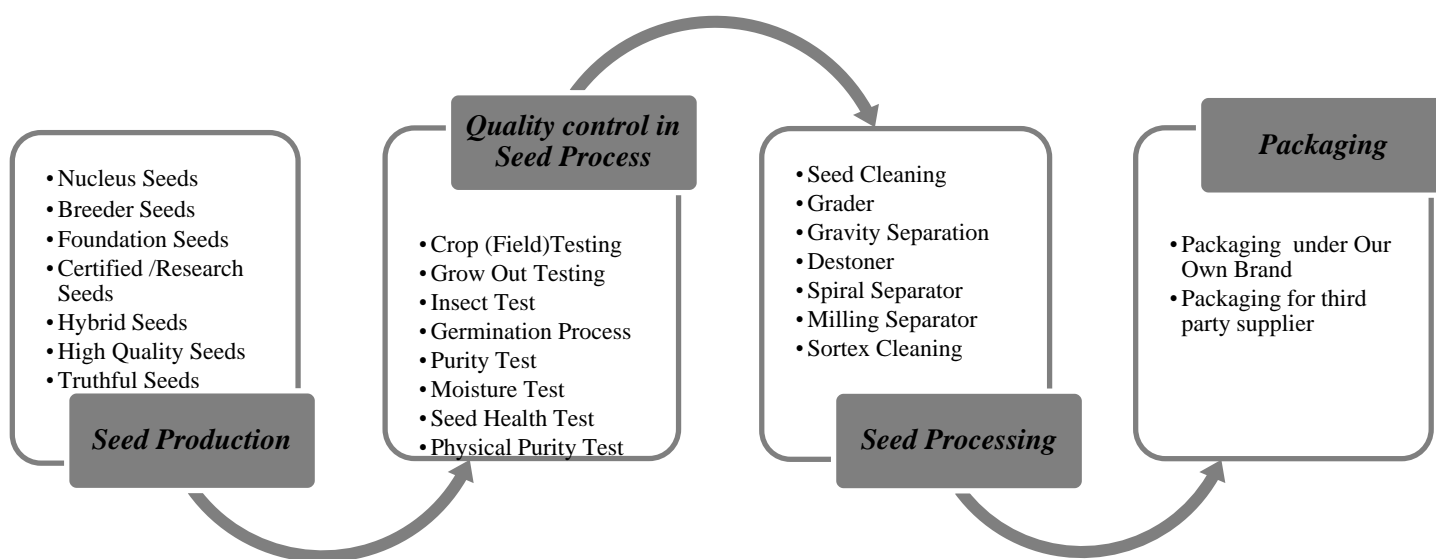 • Nucleus Seeds
• Breeder Seeds
• Foundation Seeds
• Certified /Research
Seeds
• Hybrid Seeds
• High Quality Seeds
• Truthful Seeds
Seed Production
Quality control in
Seed Process
• Crop (Field)Testing
• Grow Out Testing
• Insect Test
• Germination Process
• Purity Test
• Moisture Test
• Seed Health Test
• Physical Purity Test
• Seed Cleaning
• Grader
• Gravity Separation
• Destoner
• Spiral Separator
• Milling Separator
• Sortex Cleaning
Seed Processing
Packaging
• Packaging under Our
Own Brand
• Packaging for third
party supplier